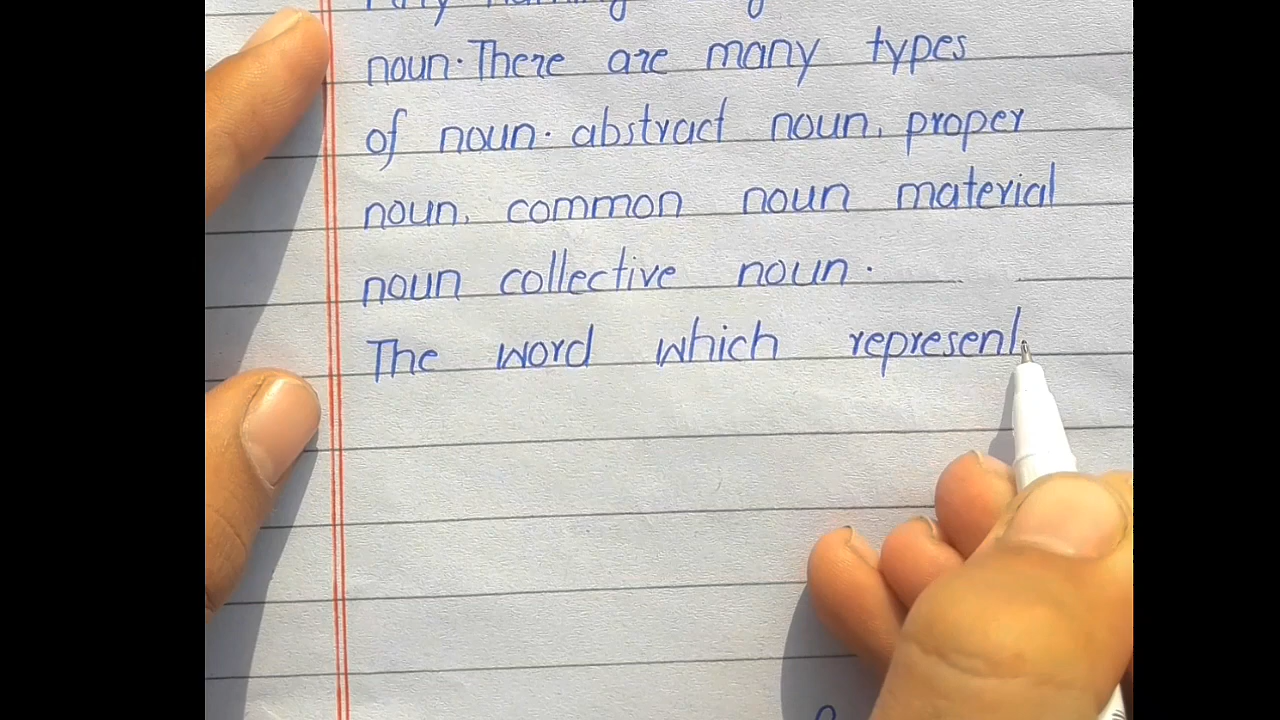 noun. There are many types
of noun. abstract noun, proper
noun, common noun material
noun collective noun.
The word which represent